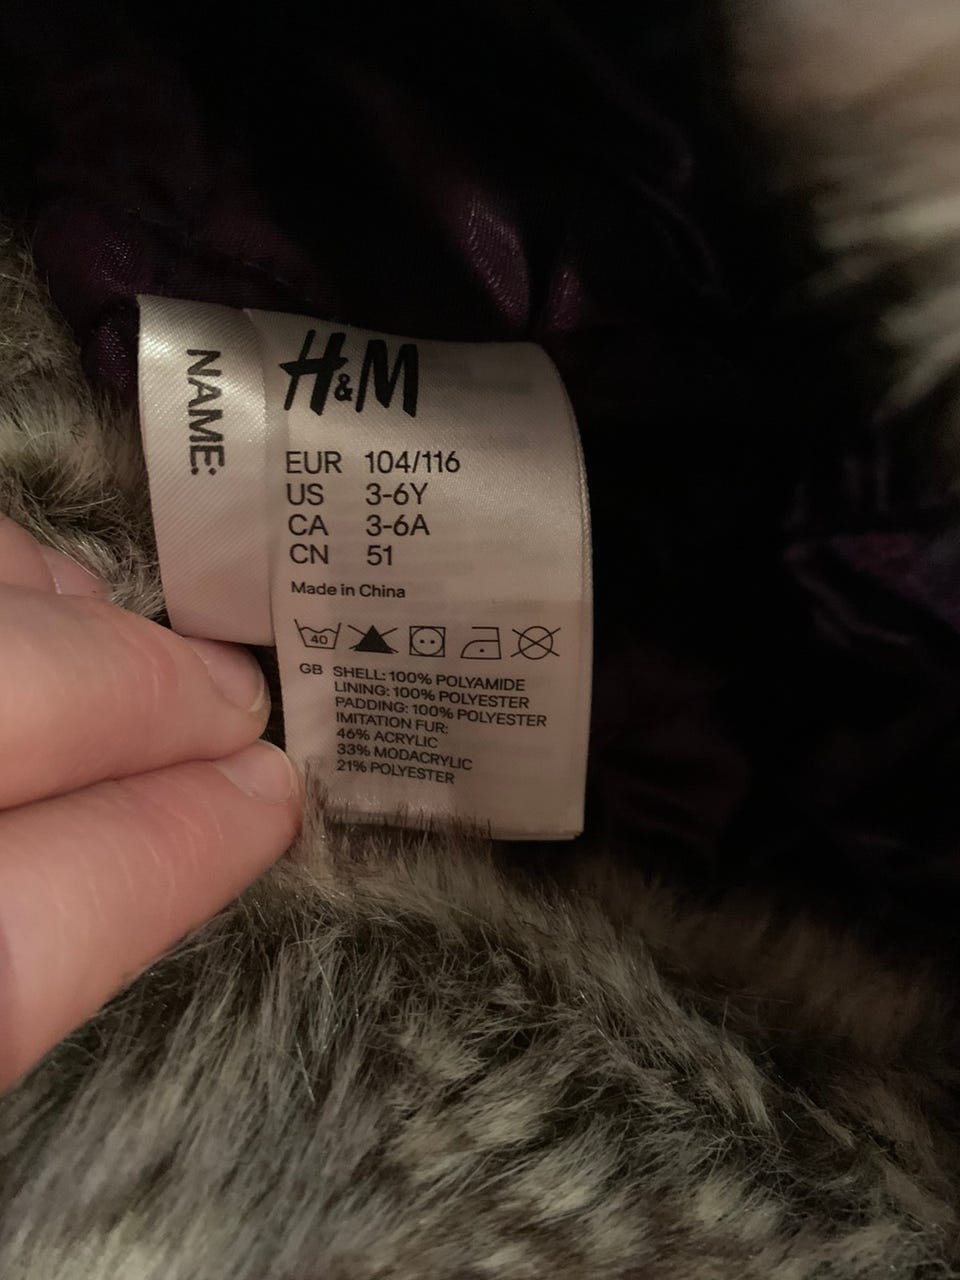 NAME:
H&M
EUR 104/116
US 3-6Y
CA 3-6A
CN 51
Made in China
40
GB SHELL: 100% POLYAMIDE
LINING: 100% POLYESTER
PADDING: 100% POLYESTER
IMITATION FUR:
46% ACRYLIC
33% MODACRYLIC
21% POLYESTER